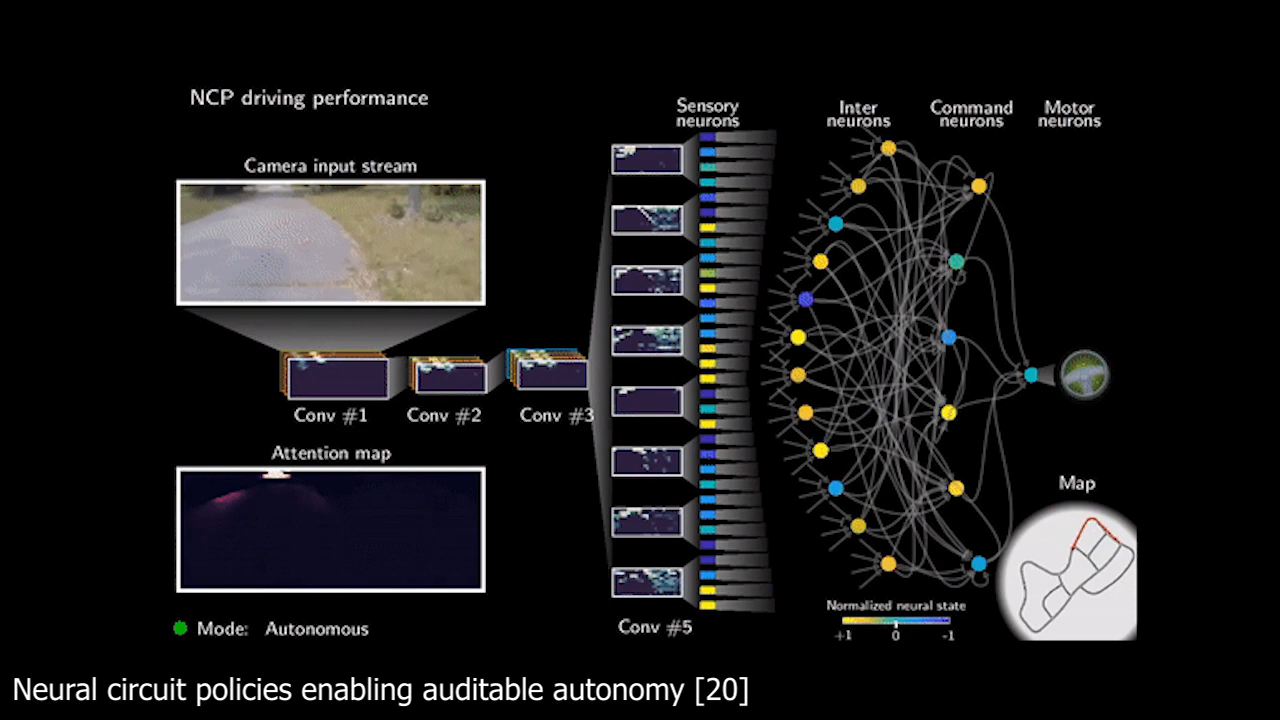 NCP driving performance
Sensory
neurons
Inter
neurons
Command
neurons
Motor
neurons
Camera input stream
Conv #1
Conv #2
Conv #3
Attention map
Map
Normalized neural state
+1
0
-1
Mode: Autonomous
Conv #5
Neural circuit policies enabling auditable autonomy [20]